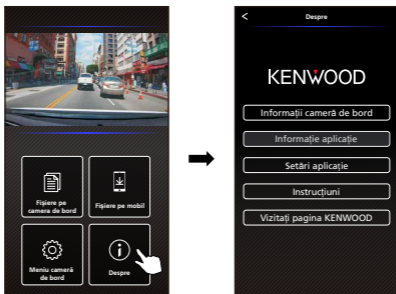 Fișiere pe
camera de bord
Fișiere pe mobil
Meniu cameră
de bord
Despre
<
Despre
KENWOOD
Informații cameră de bord
Informație aplicație
Setări aplicație
Instrucțiuni
Vizitați pagina KENWOOD